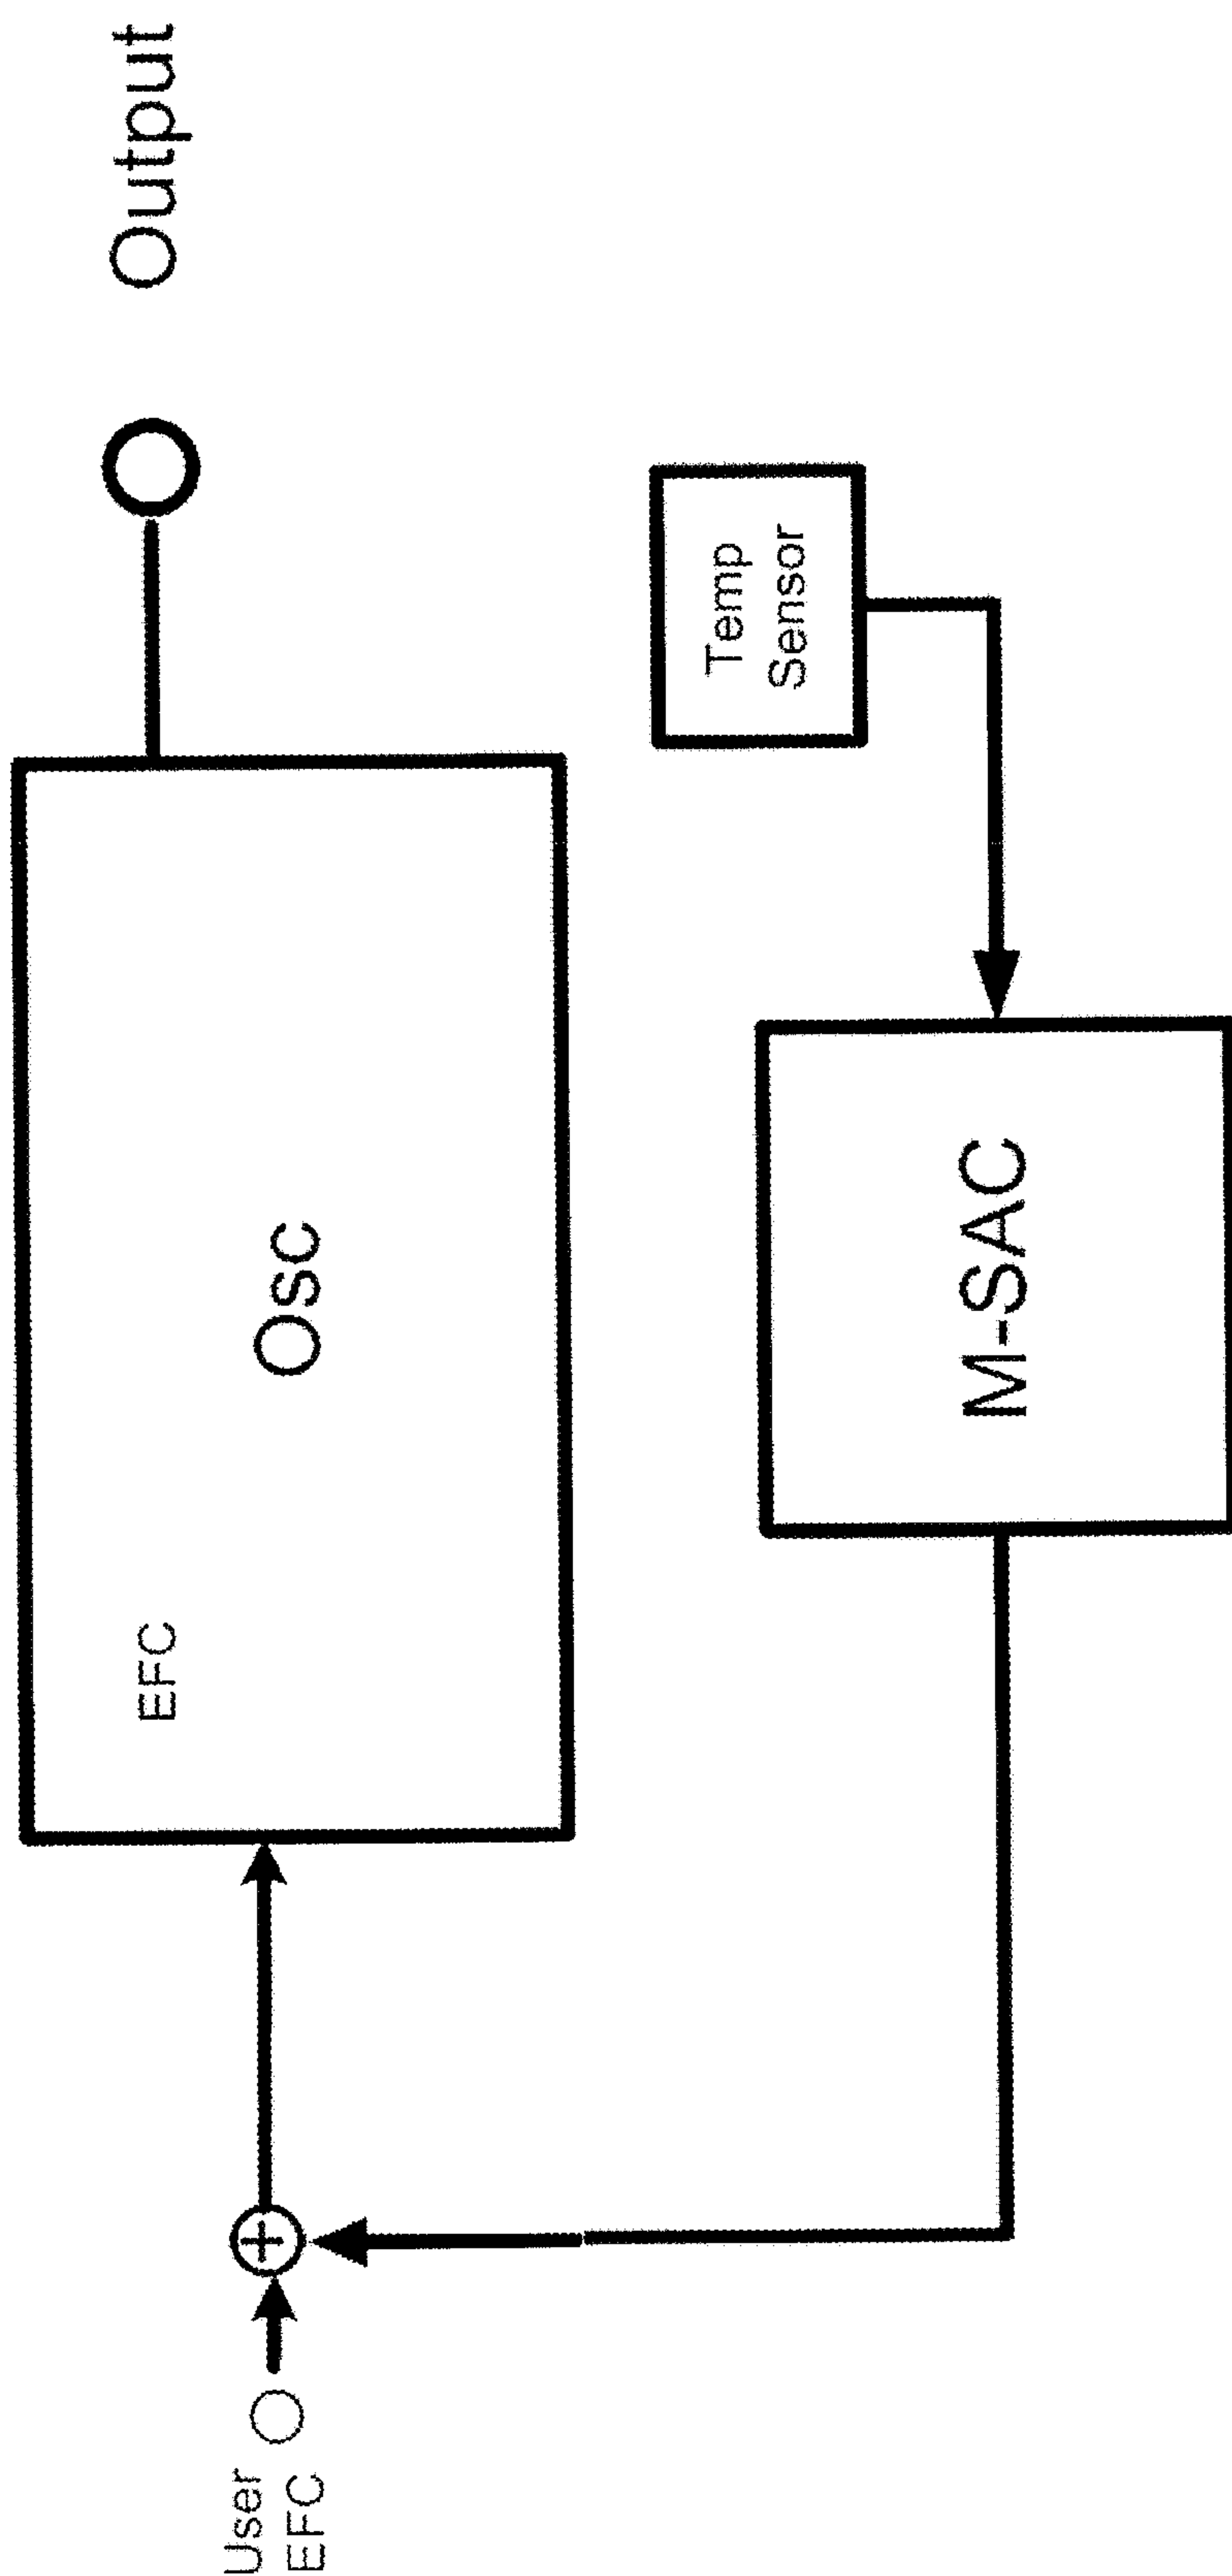 User
EFC
EFC
Osc
Output
M-SAC
Temp
Sensor